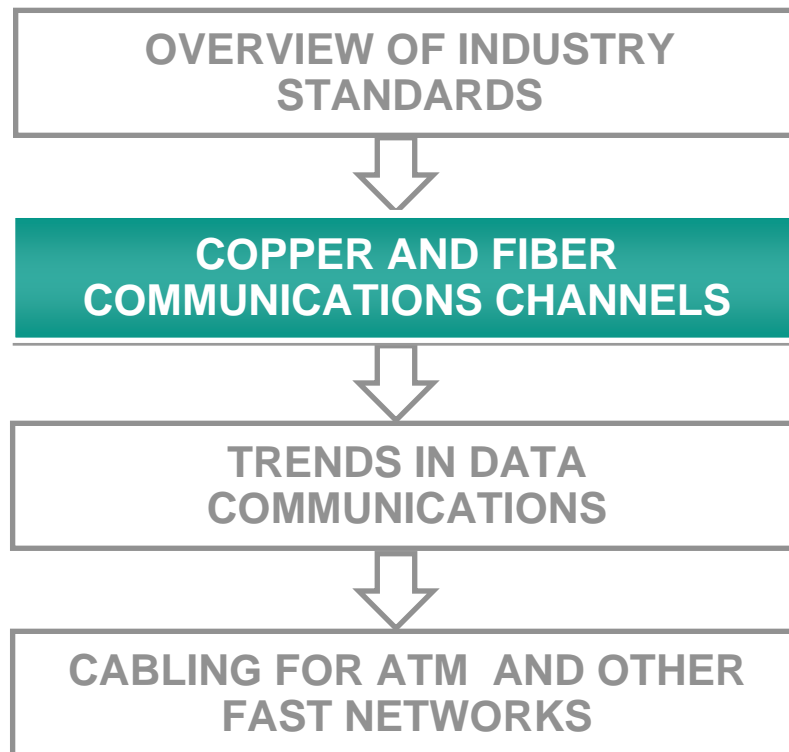 OVERVIEW OF INDUSTRY
STANDARDS
COPPER AND FIBER
COMMUNICATIONS CHANNELS
TRENDS IN DATA
COMMUNICATIONS
CABLING FOR ATM  AND OTHER
FAST NETWORKS